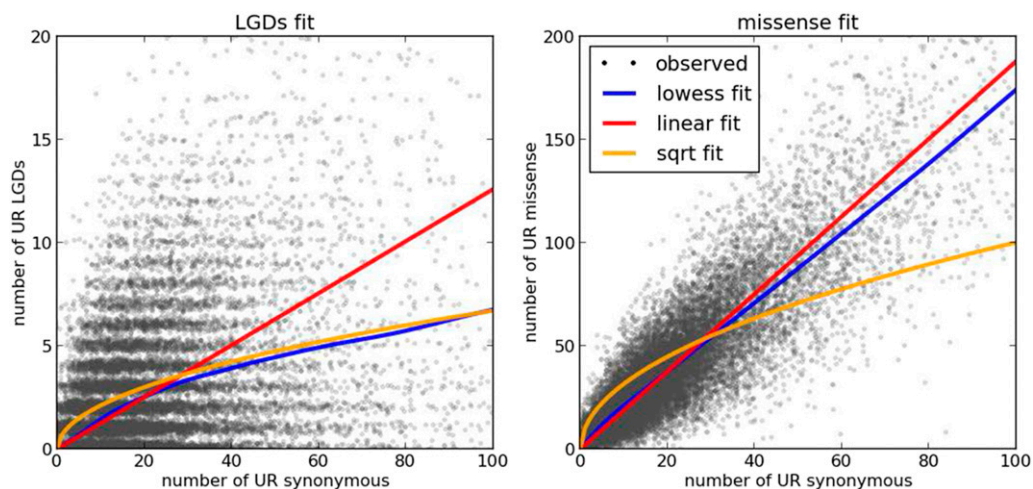 LGDs fit
number of UR LGDs
20
15
10
5
0
0 20 40 60 80 100
number of UR synonymous
missense fit
number of UR missense
200
150
100
50
0
observed
lowess fit
linear fit
sqrt fit
0 20 40 60 80 100
number of UR synonymous